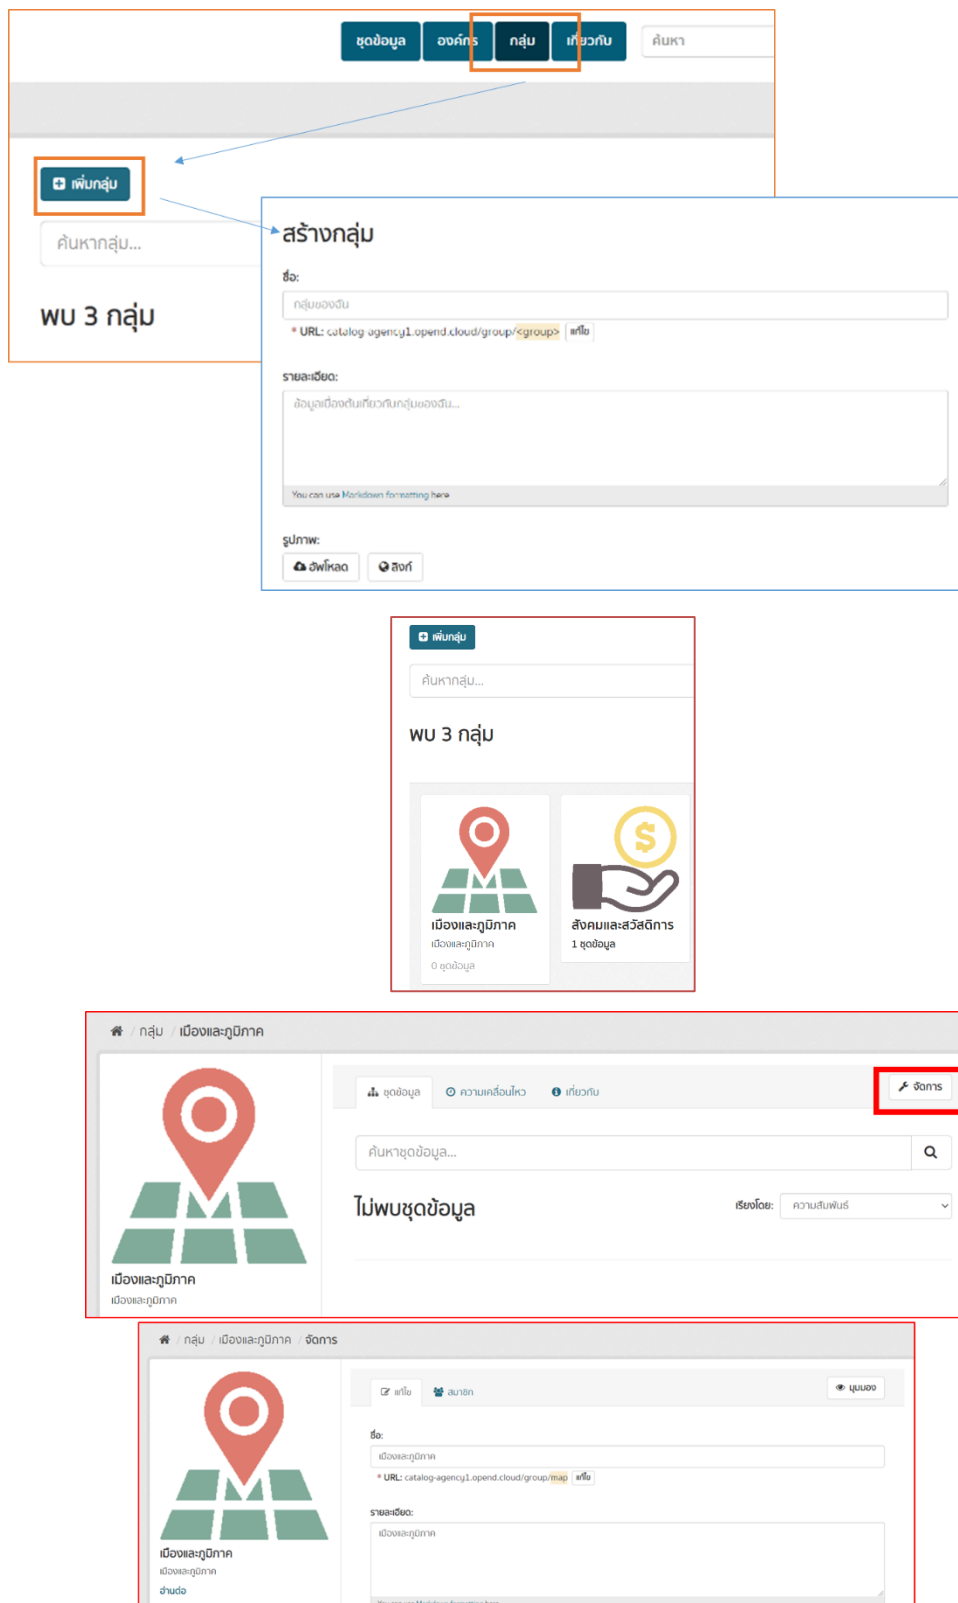 ชุดข้อมูล องค์กร กลุ่ม เกี่ยวกับ ค้นหา
เพิ่มกลุ่ม
ค้นหากลุ่ม...
พบ 3 กลุ่ม
สร้างกลุ่ม
ชื่อ:
กลุ่มของฉัน
* URL: catalog-agency1.opend.cloud/group/<group> แก้ไข
รายละเอียด:
ข้อมูลเบื้องต้นเกี่ยวกับกลุ่มของฉัน...
You can use Markdown formatting here
รูปภาพ:
อัพโหลด ลิงก์
เพิ่มกลุ่ม
ค้นหากลุ่ม...
พบ 3 กลุ่ม
เมืองและภูมิภาค
เมืองและภูมิภาค
0 ชุดข้อมูล
สังคมและสวัสดิการ
1 ชุดข้อมูล
/ กลุ่ม / เมืองและภูมิภาค
ชุดข้อมูล ความเคลื่อนไหว เกี่ยวกับ จัดการ
ค้นหาชุดข้อมูล...
ไม่พบชุดข้อมูล
เรียงโดย: ความสัมพันธ์
เมืองและภูมิภาค
เมืองและภูมิภาค
/ กลุ่ม / เมืองและภูมิภาค / จัดการ
แก้ไข สมาชิก มุมมอง
ชื่อ:
เมืองและภูมิภาค
* URL: catalog-agency1.opend.cloud/group/map แก้ไข
รายละเอียด:
เมืองและภูมิภาค
เมืองและภูมิภาค
เมืองและภูมิภาค
อ่านต่อ
You can use Markdown formatting here